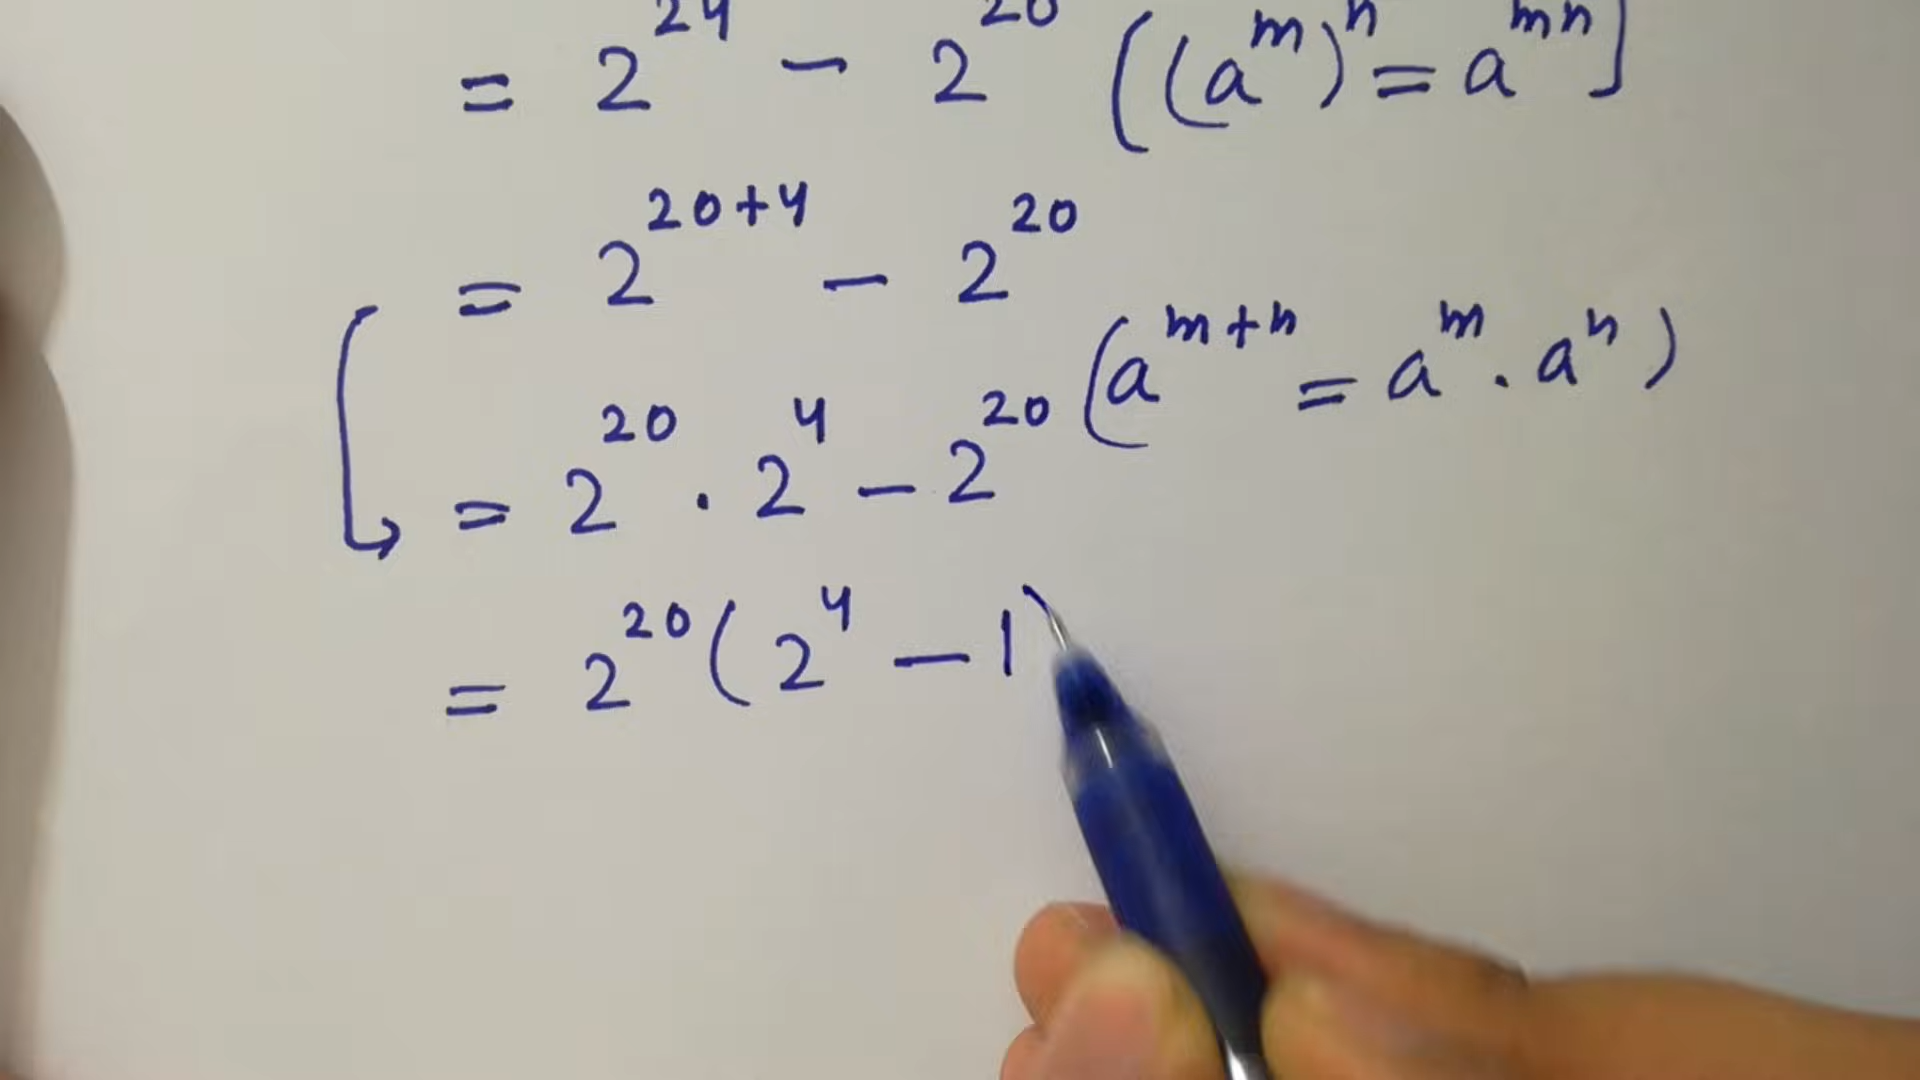 = 2^24 - 2^20 ((a^m)^n = a^mn]
= 2^20+4 - 2^20
(a^m+n = a^m . a^n)
= 2^20 . 2^4 - 2^20
= 2^20 (2^4 - 1)